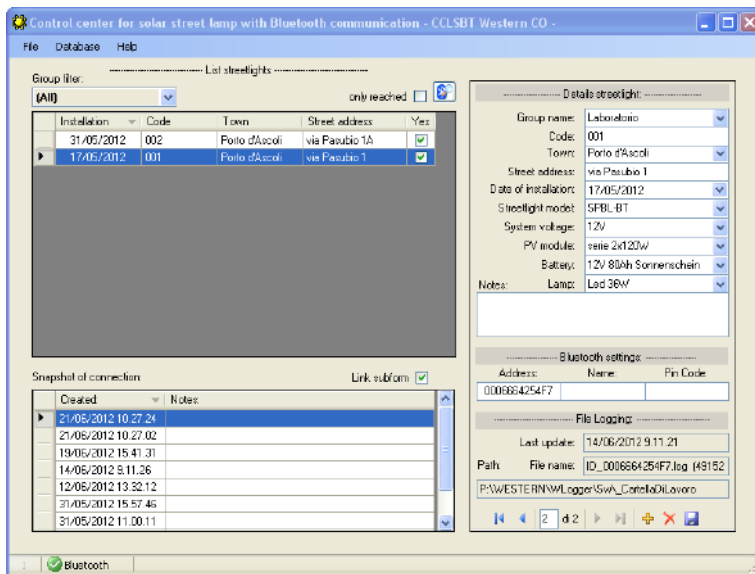 Control center for solar street lamp with Bluetooth communication - CCLSBT Western CO -
File Database Help
List streetlights
Group filter:
(All)
only reached
Installation Code Town Street address Yes
31/05/2012 002 Porto d'Ascoli via Pasubio 1A
17/05/2012 001 Porto d'Ascoli via Pasubio 1
Snapshot of connection: Link subform
Created Notes:
21/06/2012 10.27.24
21/06/2012 10.27.02
19/06/2012 15.41.31
14/06/2012 9.11.26
12/06/2012 13.32.12
31/05/2012 15.57.46
31/05/2012 11.00.11
Details streetlight:
Group name: Laboratorio
Code: 001
Town: Porto d'Ascoli
Street address: via Pasubio 1
Date of installation: 17/05/2012
Streetlight model: SPBL-BT
System voltage: 12V
PV module: serie 2x120W
Battery: 12V 80Ah Sonnenschein
Notes: Lamp: Led 36W
Bluetooth settings:
Address: Name: Pin Code:
0006664254F7
File Logging:
Last update: 14/06/2012 9.11.21
Path: File name: ID_0006664254F7.log (49152
P:\WESTERN\WLogger\Sw\_CartellaDiLavoro
2 di 2
1 Bluetooth